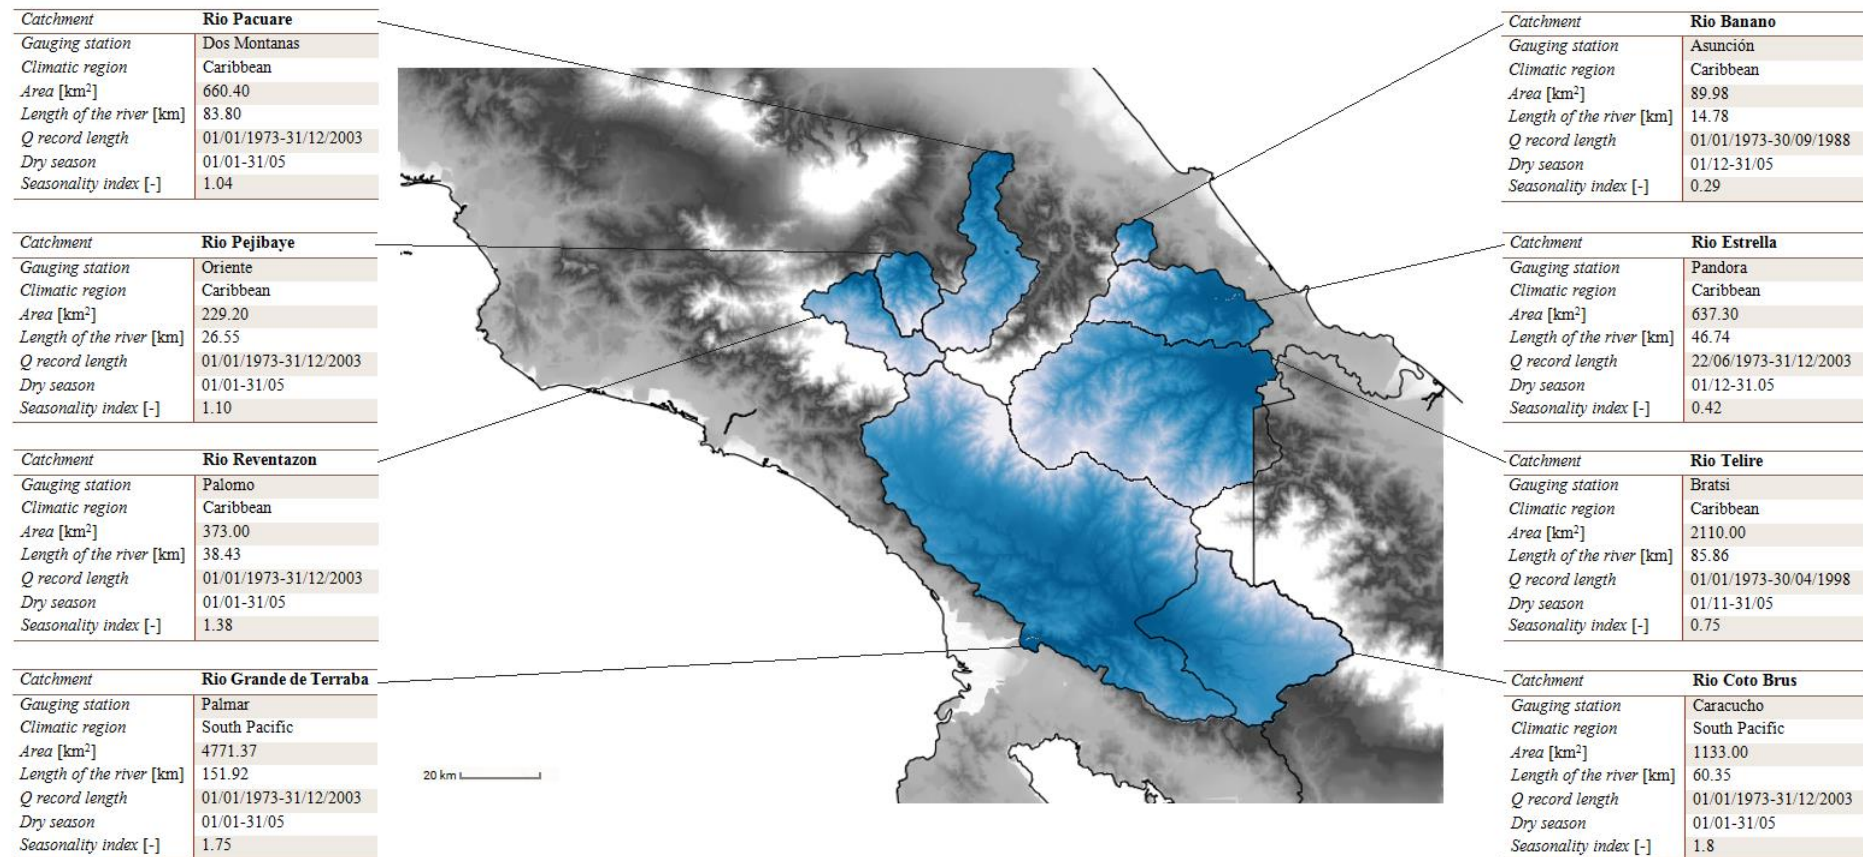 Catchment Rio Pacuare
Gauging station Dos Montanas
Climatic region Caribbean
Area [km²] 660.40
Length of the river [km] 83.80
Q record length 01/01/1973-31/12/2003
Dry season 01/01-31/05
Seasonality index [-] 1.04
Catchment Rio Pejibaye
Gauging station Oriente
Climatic region Caribbean
Area [km²] 229.20
Length of the river [km] 26.55
Q record length 01/01/1973-31/12/2003
Dry season 01/01-31/05
Seasonality index [-] 1.10
Catchment Rio Reventazon
Gauging station Palomo
Climatic region Caribbean
Area [km²] 373.00
Length of the river [km] 38.43
Q record length 01/01/1973-31/12/2003
Dry season 01/01-31/05
Seasonality index [-] 1.38
Catchment Rio Grande de Terraba
Gauging station Palmar
Climatic region South Pacific
Area [km²] 4771.37
Length of the river [km] 151.92
Q record length 01/01/1973-31/12/2003
Dry season 01/01-31/05
Seasonality index [-] 1.75
20 km
Catchment Rio Banano
Gauging station Asunción
Climatic region Caribbean
Area [km²] 89.98
Length of the river [km] 14.78
Q record length 01/01/1973-30/09/1988
Dry season 01/12-31/05
Seasonality index [-] 0.29
Catchment Rio Estrella
Gauging station Pandora
Climatic region Caribbean
Area [km²] 637.30
Length of the river [km] 46.74
Q record length 22/06/1973-31/12/2003
Dry season 01/12-31.05
Seasonality index [-] 0.42
Catchment Rio Telire
Gauging station Bratsi
Climatic region Caribbean
Area [km²] 2110.00
Length of the river [km] 85.86
Q record length 01/01/1973-30/04/1998
Dry season 01/11-31/05
Seasonality index [-] 0.75
Catchment Rio Coto Brus
Gauging station Caracucho
Climatic region South Pacific
Area [km²] 1133.00
Length of the river [km] 60.35
Q record length 01/01/1973-31/12/2003
Dry season 01/01-31/05
Seasonality index [-] 1.8